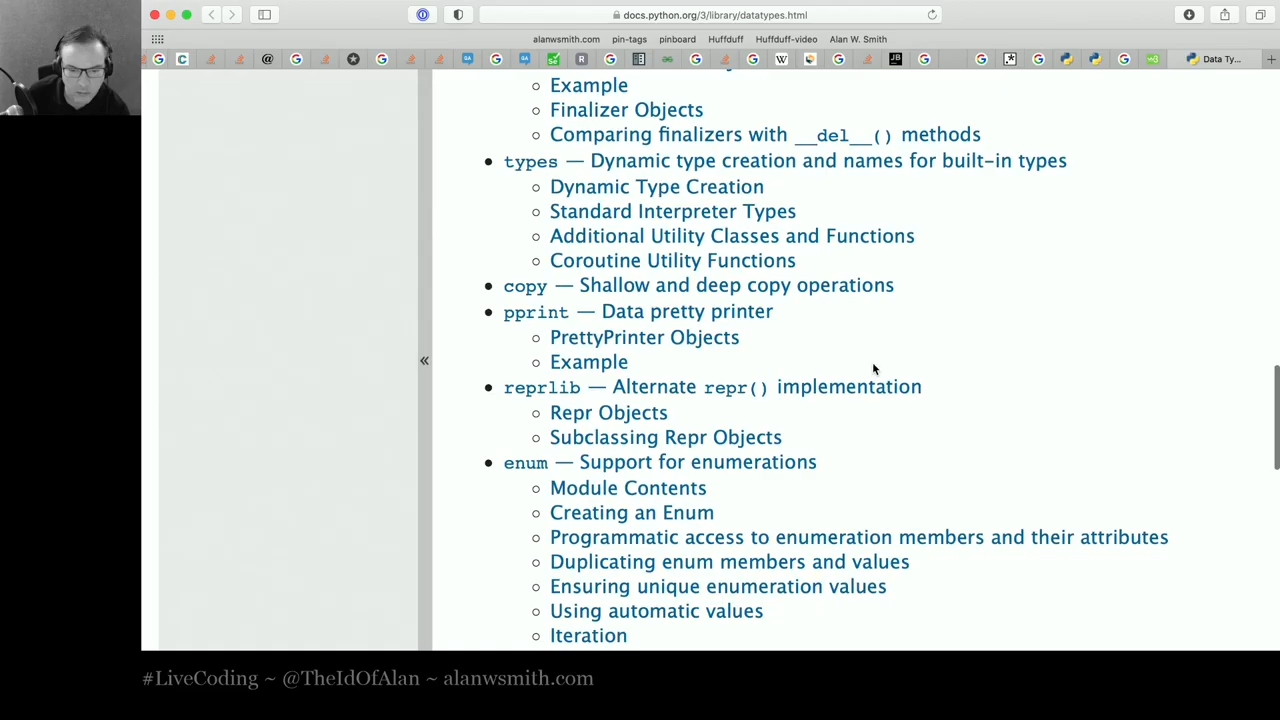 docs.python.org/3/library/datatypes.html
alanwsmith.com pin-tags pinboard Huffduff Huffduff-video Alan W. Smith
Data Ty...
Example
Finalizer Objects
Comparing finalizers with __del__() methods
types — Dynamic type creation and names for built-in types
Dynamic Type Creation
Standard Interpreter Types
Additional Utility Classes and Functions
Coroutine Utility Functions
copy — Shallow and deep copy operations
pprint — Data pretty printer
PrettyPrinter Objects
Example
«
reprlib — Alternate repr() implementation
Repr Objects
Subclassing Repr Objects
enum — Support for enumerations
Module Contents
Creating an Enum
Programmatic access to enumeration members and their attributes
Duplicating enum members and values
Ensuring unique enumeration values
Using automatic values
Iteration
#LiveCoding ~ @TheIdOfAlan ~ alanwsmith.com